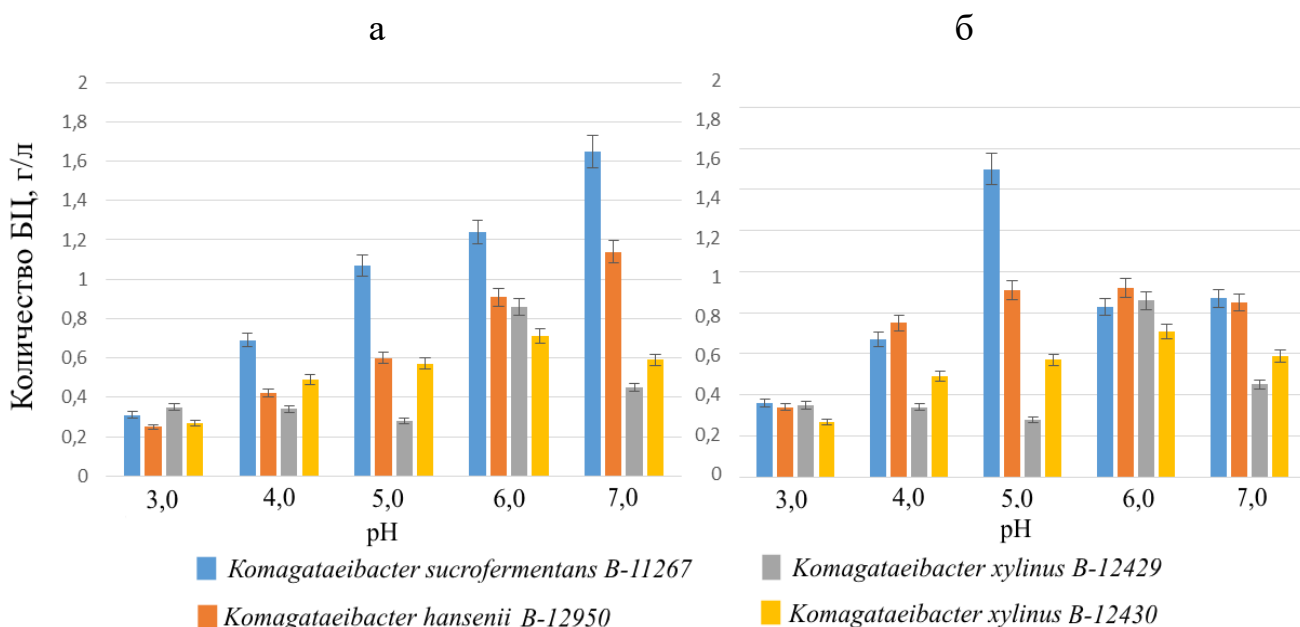 а
б
Количество БЦ, г/л
2
1,8
1,6
1,4
1,2
1
0,8
0,6
0,4
0,2
0
3,0 4,0 5,0 6,0 7,0
pH
2
1,8
1,6
1,4
1,2
1
0,8
0,6
0,4
0,2
0
3,0 4,0 5,0 6,0 7,0
pH
Komagataeibacter sucrofermentans B-11267
Komagataeibacter xylinus B-12429
Komagataeibacter hansenii B-12950
Komagataeibacter xylinus B-12430